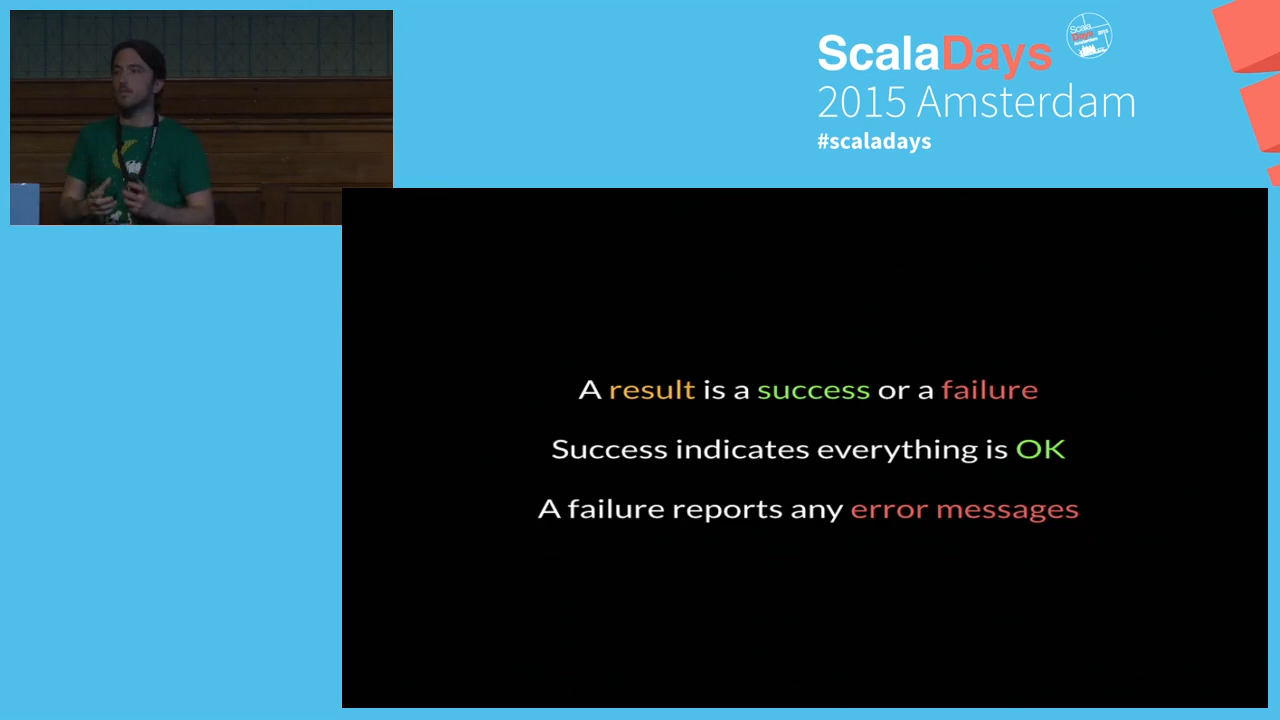 ScalaDays
2015 Amsterdam
#scaladays
A result is a success or a failure
Success indicates everything is OK
A failure reports any error messages